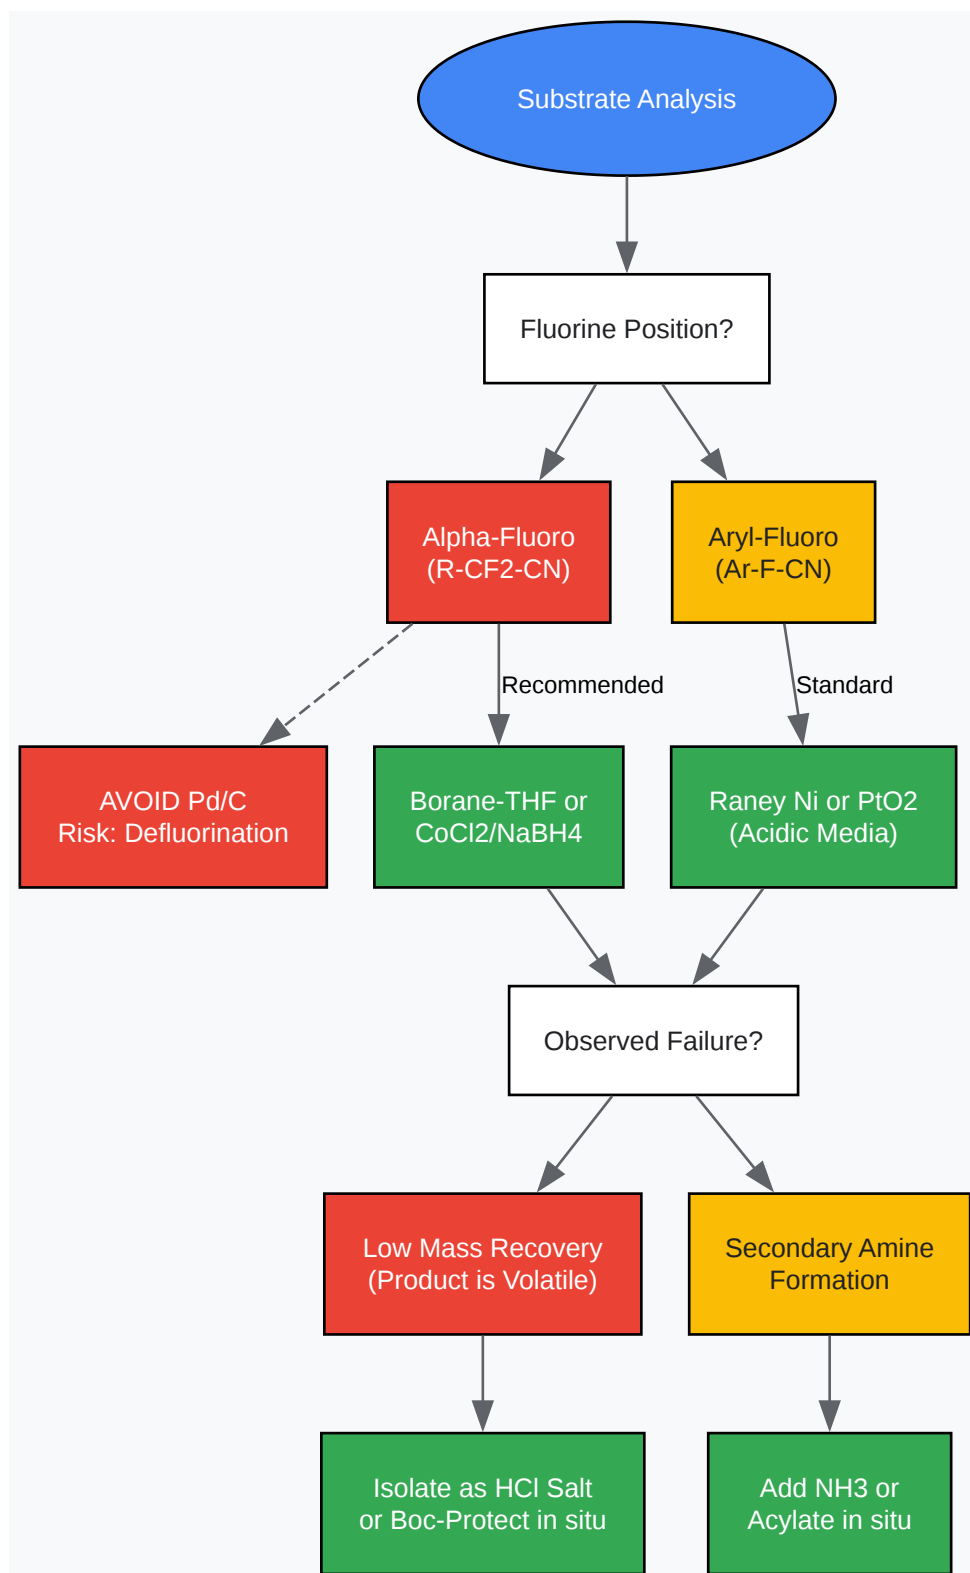 Substrate Analysis
Fluorine Position?
Alpha-Fluoro
(R-CF2-CN)
Aryl-Fluoro
(Ar-F-CN)
Recommended
Standard
AVOID Pd/C
Risk: Defluorination
Borane-THF or
CoCl2/NaBH4
Raney Ni or PtO2
(Acidic Media)
Observed Failure?
Low Mass Recovery
(Product is Volatile)
Secondary Amine
Formation
Isolate as HCl Salt
or Boc-Protect in situ
Add NH3 or
Acylate in situ